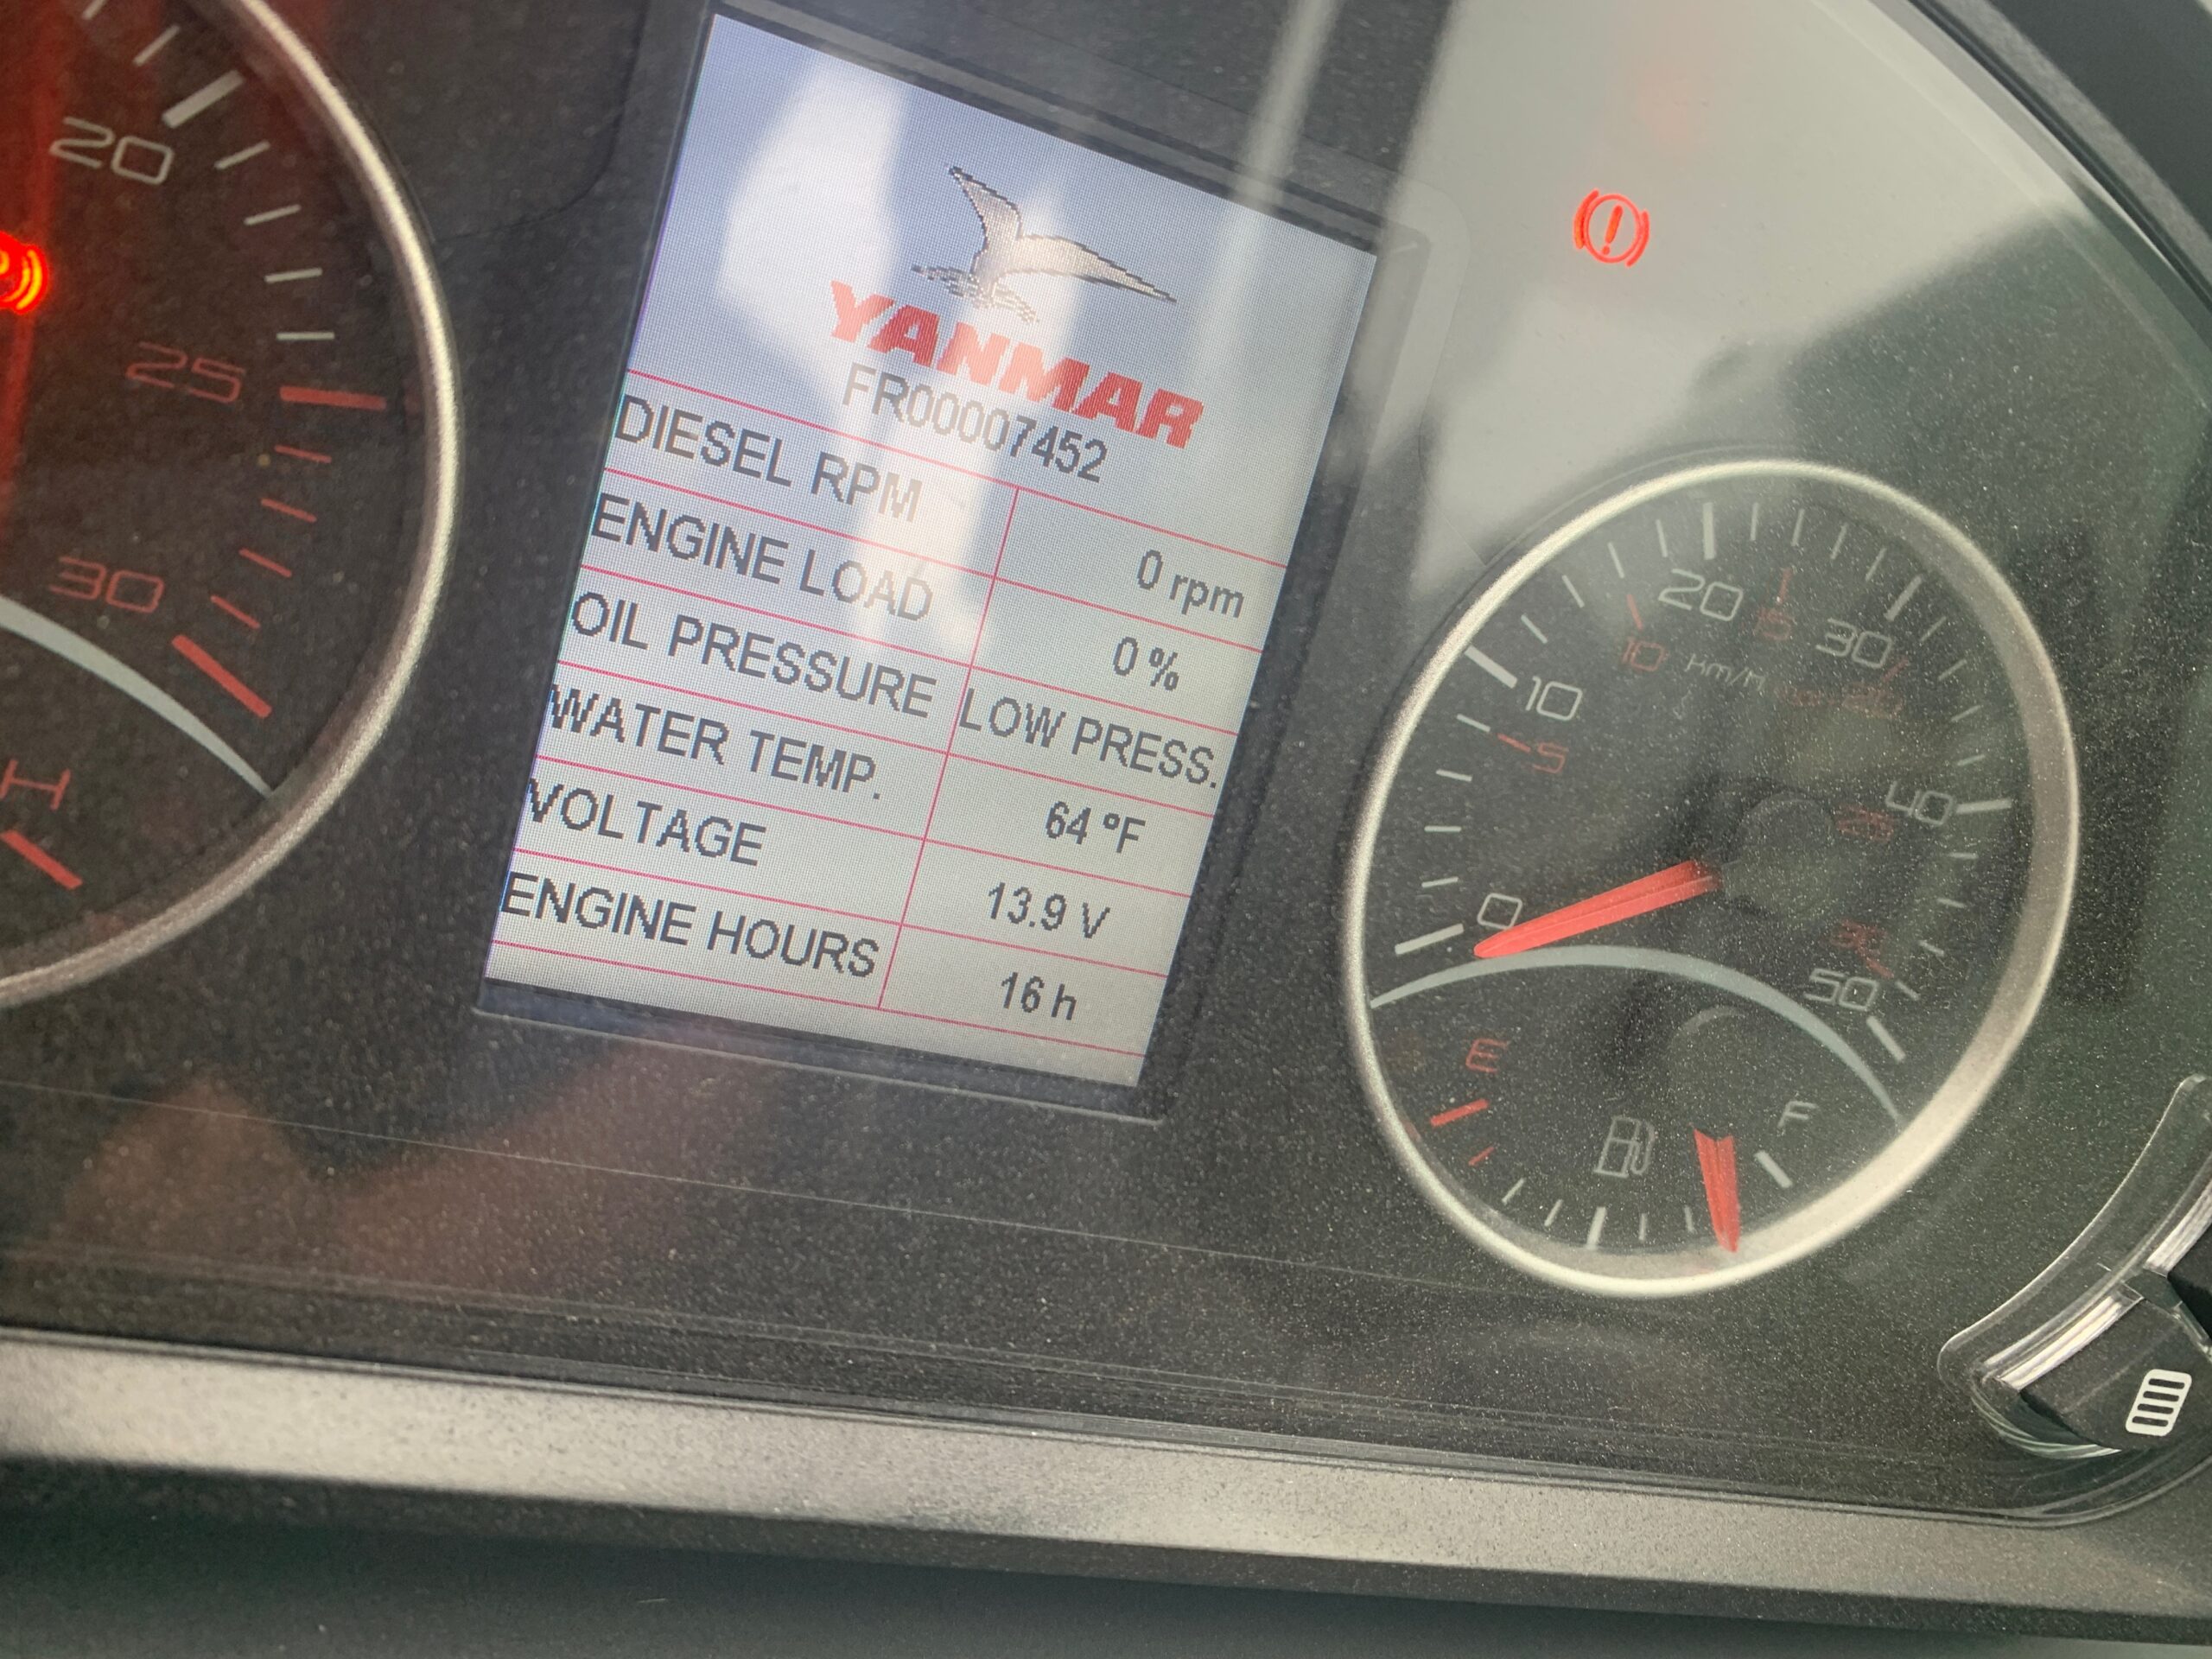 20
25
30
H
YANMAR
FR00007452
DIESEL RPM 0 rpm
ENGINE LOAD 0 %
OIL PRESSURE LOW PRESS.
WATER TEMP. 64 °F
VOLTAGE 13.9 V
ENGINE HOURS 16 h
0
10
20
30
40
50
5
10
15
E
F